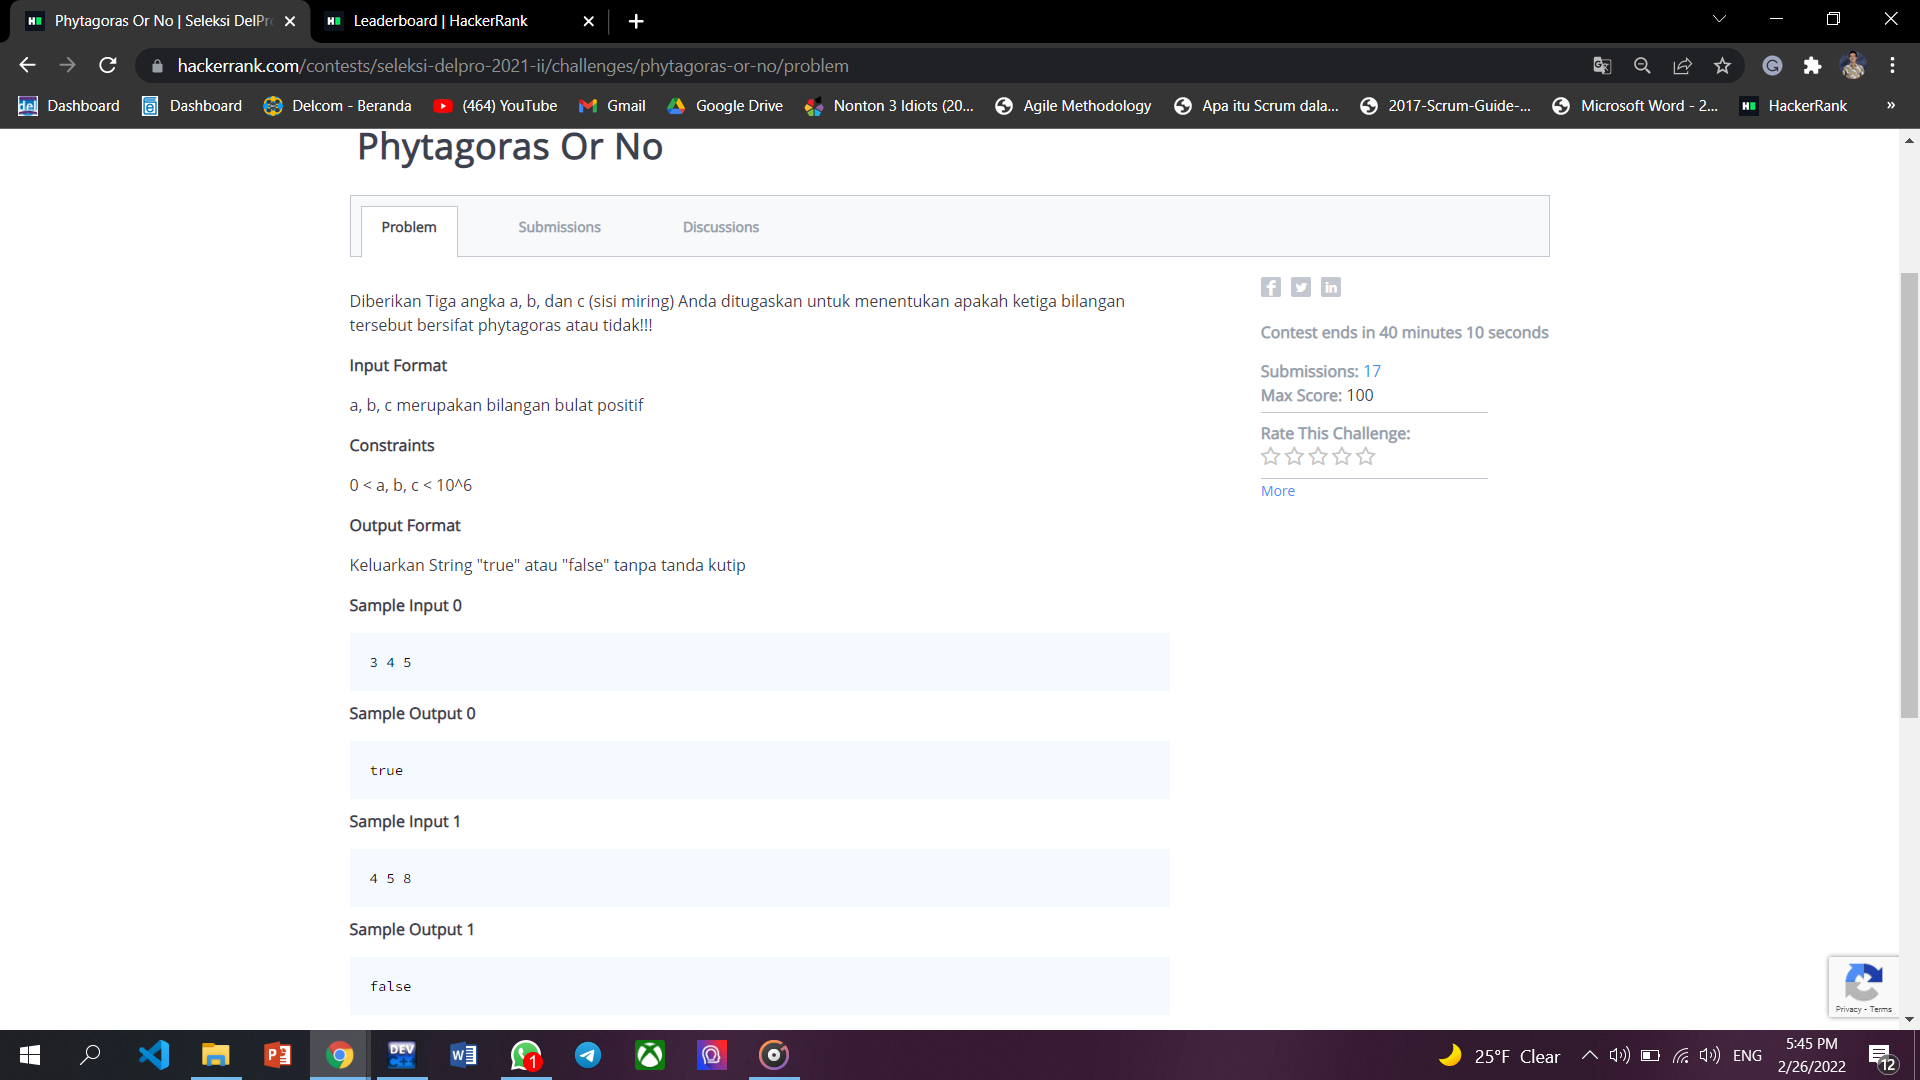 Phytagoras Or No | Seleksi DelPr
Leaderboard | HackerRank
hackerrank.com/contests/seleksi-delpro-2021-ii/challenges/phytagoras-or-no/problem
Dashboard
Dashboard
Delcom - Beranda
(464) YouTube
Gmail
Google Drive
Nonton 3 Idiots (20...
Agile Methodology
Apa itu Scrum dala...
2017-Scrum-Guide-...
Microsoft Word - 2...
HackerRank
»
Phytagoras Or No
Problem
Submissions
Discussions
Diberikan Tiga angka a, b, dan c (sisi miring) Anda ditugaskan untuk menentukan apakah ketiga bilangan
tersebut bersifat phytagoras atau tidak!!!
Input Format
a, b, c merupakan bilangan bulat positif
Constraints
0 < a, b, c < 10^6
Output Format
Keluarkan String "true" atau "false" tanpa tanda kutip
Sample Input 0
3 4 5
Sample Output 0
true
Sample Input 1
4 5 8
Sample Output 1
false
Contest ends in 40 minutes 10 seconds
Submissions: 17
Max Score: 100
Rate This Challenge:
More
Privacy - Terms
DEV
C++
1
25°F Clear
ENG
5:45 PM
2/26/2022
12